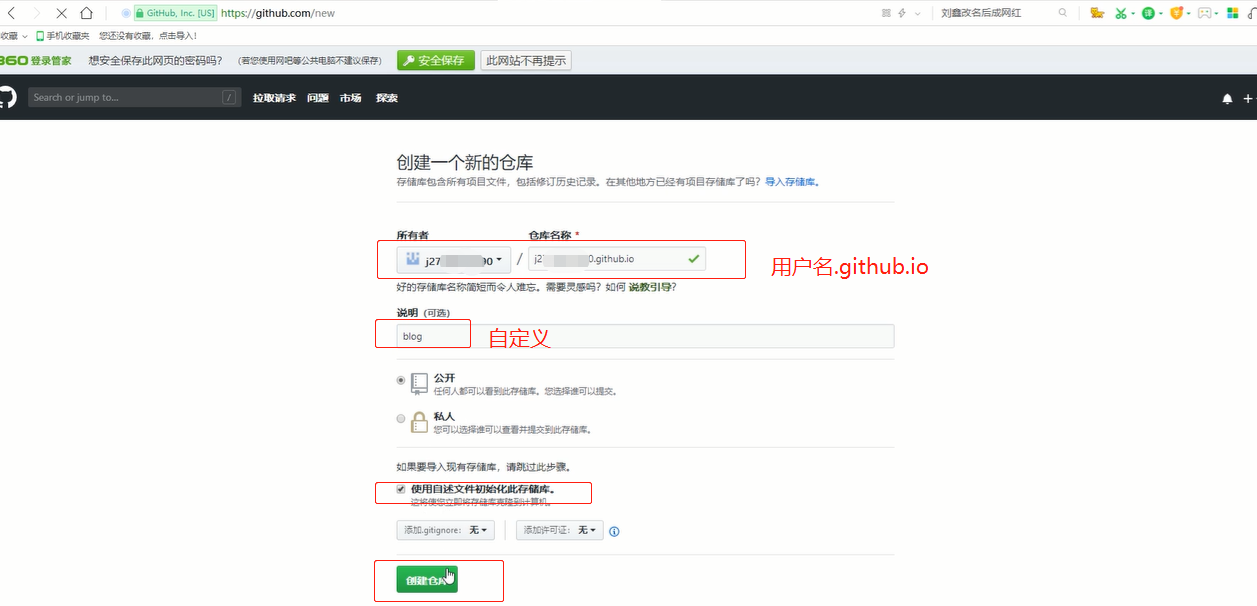 GitHub, Inc. [US] https://github.com/new 刘鑫改名后成网红
收藏 手机收藏夹 您还没有收藏，点击导入!
360登录管家 想安全保存此网页的密码吗? (若您使用网吧等公共电脑不建议保存) 安全保存 此网站不再提示
Search or jump to... / 拉取请求 问题 市场 探索
创建一个新的仓库
存储库包含所有项目文件，包括修订历史记录。在其他地方已经有项目存储库了吗? 导入存储库。
所有者 仓库名称 *
j27 90 / j2 0.github.io 用户名.github.io
好的存储库名称简短而令人难忘。需要灵感吗? 如何 说教引导?
说明 (可选)
blog 自定义
公开
任何人都可以看到此存储库。您选择谁可以提交。
私人
您可以选择谁可以查看并提交到此存储库。
如果要导入现有存储库，请跳过此步骤。
使用自述文件初始化此存储库。
这将使您立即将存储库克隆到计算机。
添加.gitignore: 无 添加许可证: 无
创建仓库